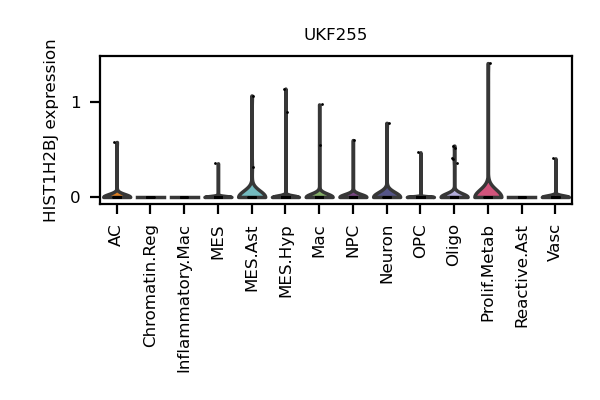 UKF255
HIST1H2BJ expression
1
0
AC
Chromatin.Reg
Inflammatory.Mac
MES
MES.Ast
MES.Hyp
Mac
NPC
Neuron
OPC
Oligo
Prolif.Metab
Reactive.Ast
Vasc